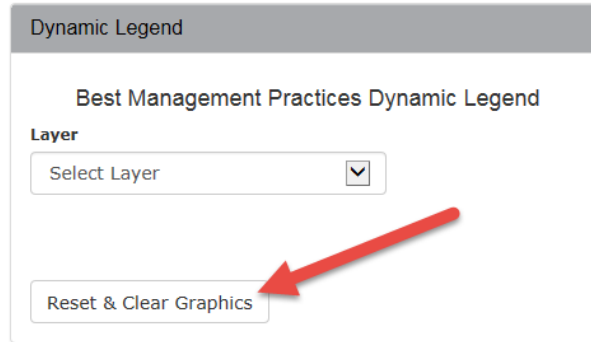 Dynamic Legend
Best Management Practices Dynamic Legend
Layer
Select Layer
Reset & Clear Graphics